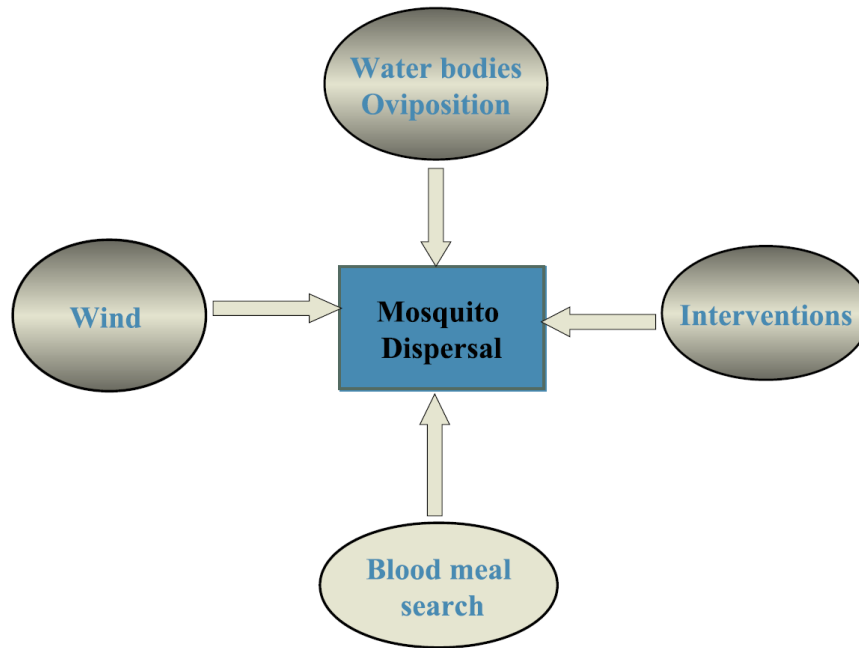 Water bodies
Oviposition
Wind
Mosquito
Dispersal
Interventions
Blood meal
search